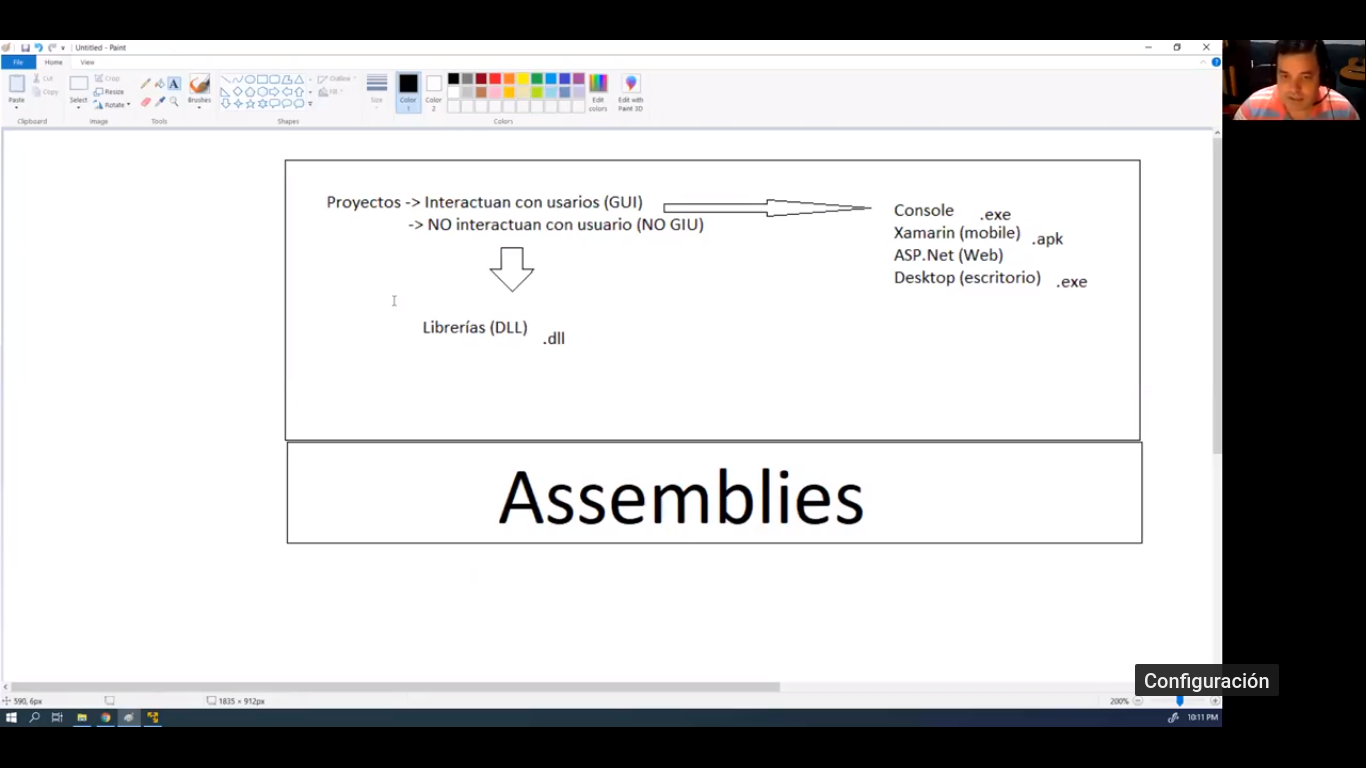 Untitled - Paint
File Home View
Paste
Cut
Copy
Clipboard
Select
Crop
Resize
Rotate
Image
Tools
Brushes
Outline
Fill
Shapes
Size
Color 1
Color 2
Edit colors
Edit with Paint 3D
Colors
Proyectos -> Interactuan con usarios (GUI)
-> NO interactuan con usuario (NO GIU)
Console .exe
Xamarin (mobile) .apk
ASP.Net (Web)
Desktop (escritorio) .exe
Librerías (DLL) .dll
Assemblies
Configuración
590, 6px
1835 × 912px
200%
10:11 PM